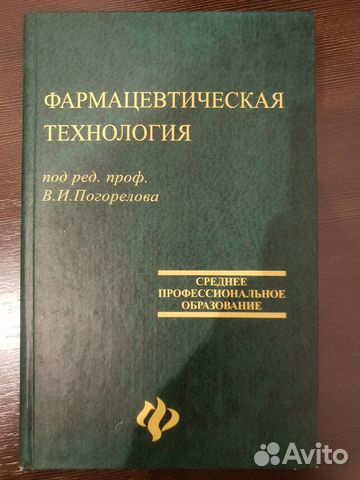 ФАРМАЦЕВТИЧЕСКАЯ
ТЕХНОЛОГИЯ
под ред. проф.
В.И.Погорелова
СРЕДНЕЕ
ПРОФЕССИОНАЛЬНОЕ
ОБРАЗОВАНИЕ
Avito